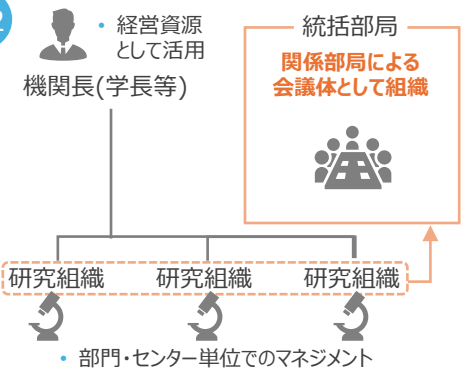 2
• 経営資源
として活用
機関長(学長等)
統括部局
関係部局による
会議体として組織
研究組織 研究組織 研究組織
• 部門・センター単位でのマネジメント